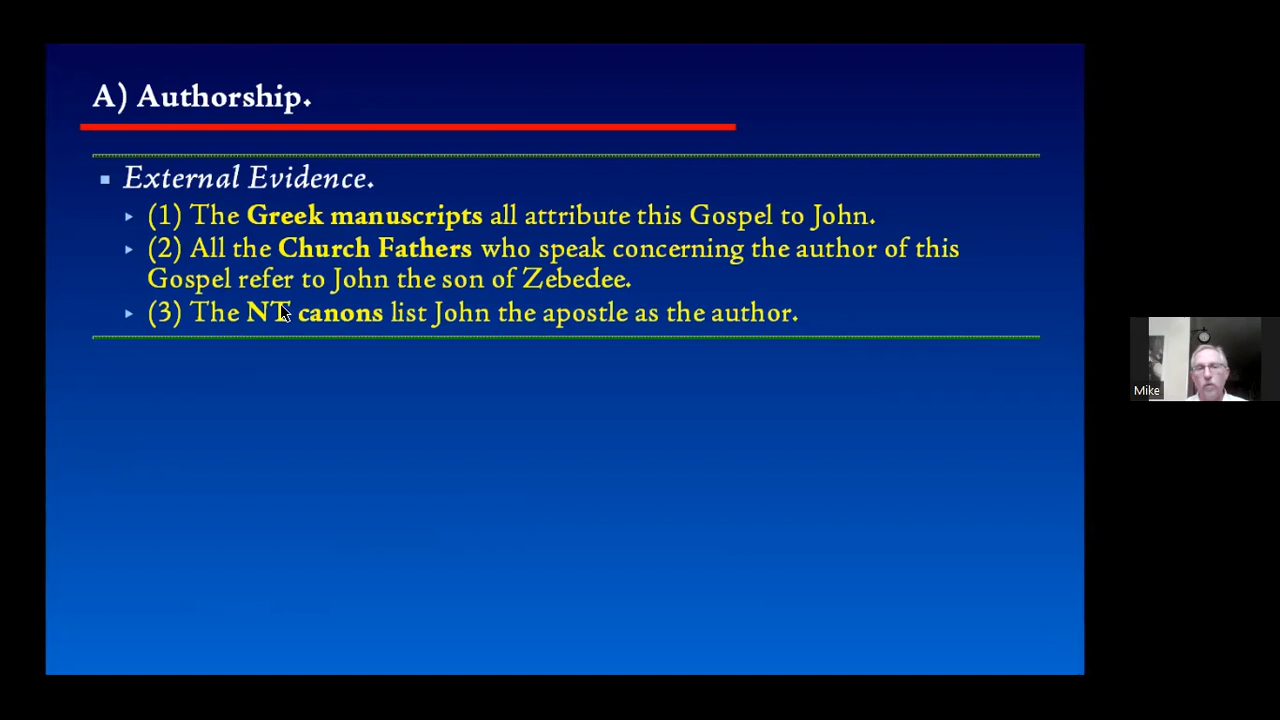 A) Authorship.
External Evidence.
(1) The Greek manuscripts all attribute this Gospel to John.
(2) All the Church Fathers who speak concerning the author of this
Gospel refer to John the son of Zebedee.
(3) The NT canons list John the apostle as the author.
Mike